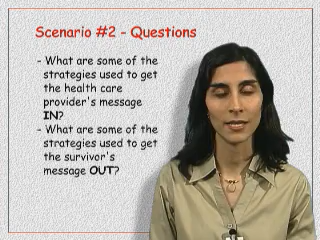 Scenario #2 - Questions
- What are some of the
strategies used to get
the health care
provider's message
IN?
- What are some of the
strategies used to get
the survivor's
message OUT?